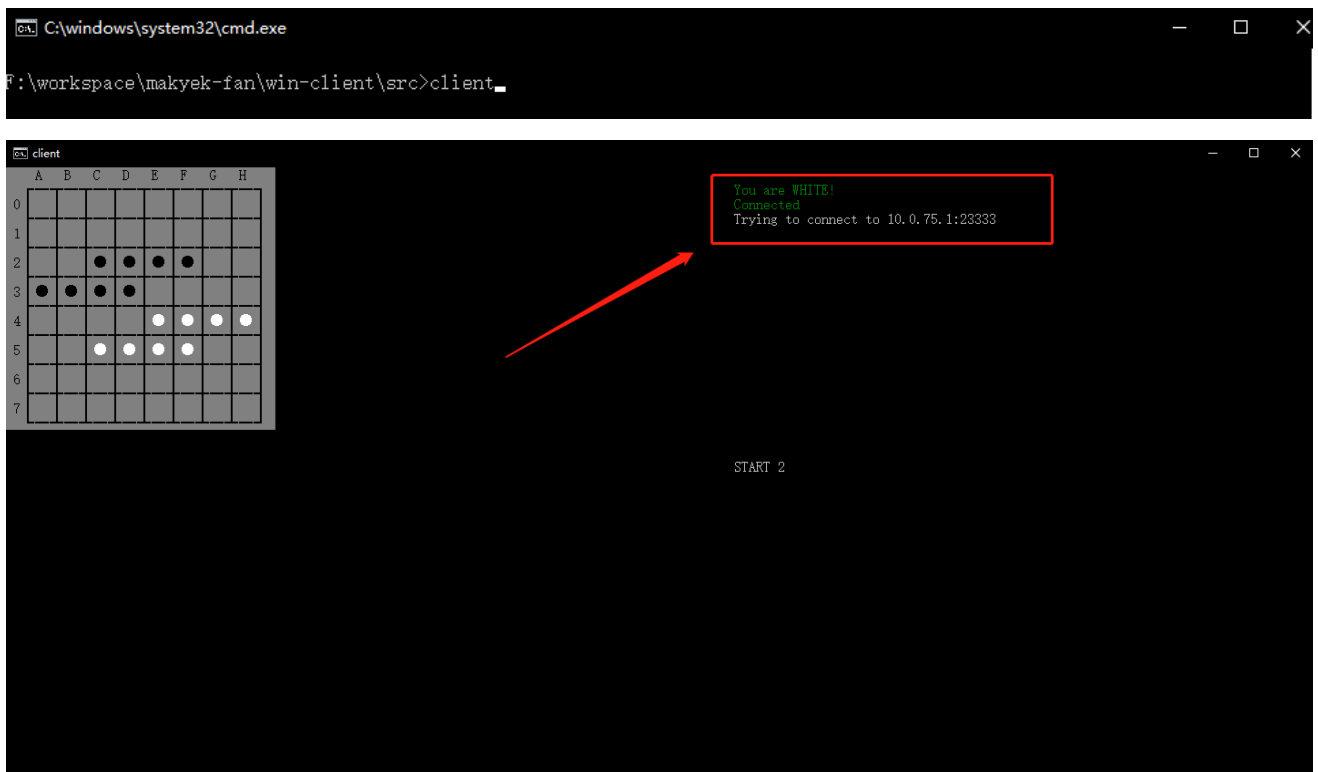 C:\windows\system32\cmd.exe
F:\workspace\makyek-fan\win-client\src>client
client
A B C D E F G H
0
1
2
3
4
5
6
7
You are WHITE!
Connected
Trying to connect to 10.0.75.1:23333
START 2